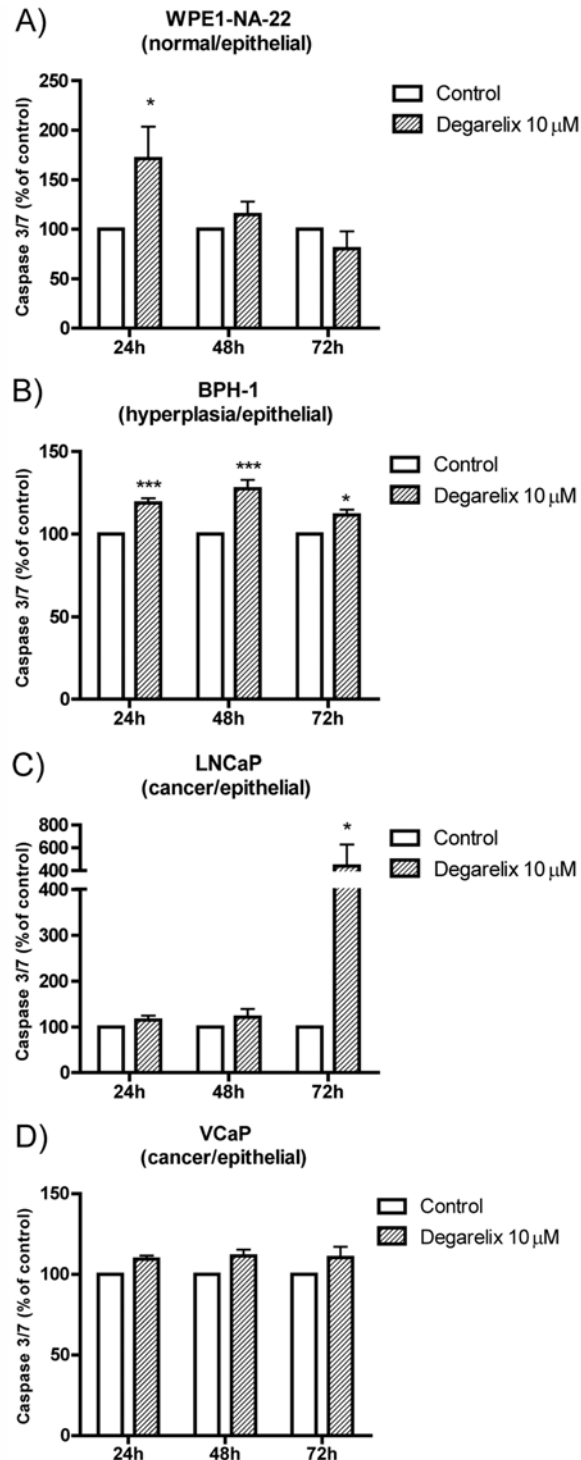 A)
WPE1-NA-22
(normal/epithelial)
Caspase 3/7 (% of control)
250
200
150
100
50
0
*
24h
48h
72h
Control
Degarelix 10 μM
B)
BPH-1
(hyperplasia/epithelial)
Caspase 3/7 (% of control)
150
100
50
0
***
***
*
24h
48h
72h
Control
Degarelix 10 μM
C)
LNCaP
(cancer/epithelial)
Caspase 3/7 (% of control)
800
600
400
400
300
200
100
0
*
24h
48h
72h
Control
Degarelix 10 μM
D)
VCaP
(cancer/epithelial)
Caspase 3/7 (% of control)
150
100
50
0
24h
48h
72h
Control
Degarelix 10 μM